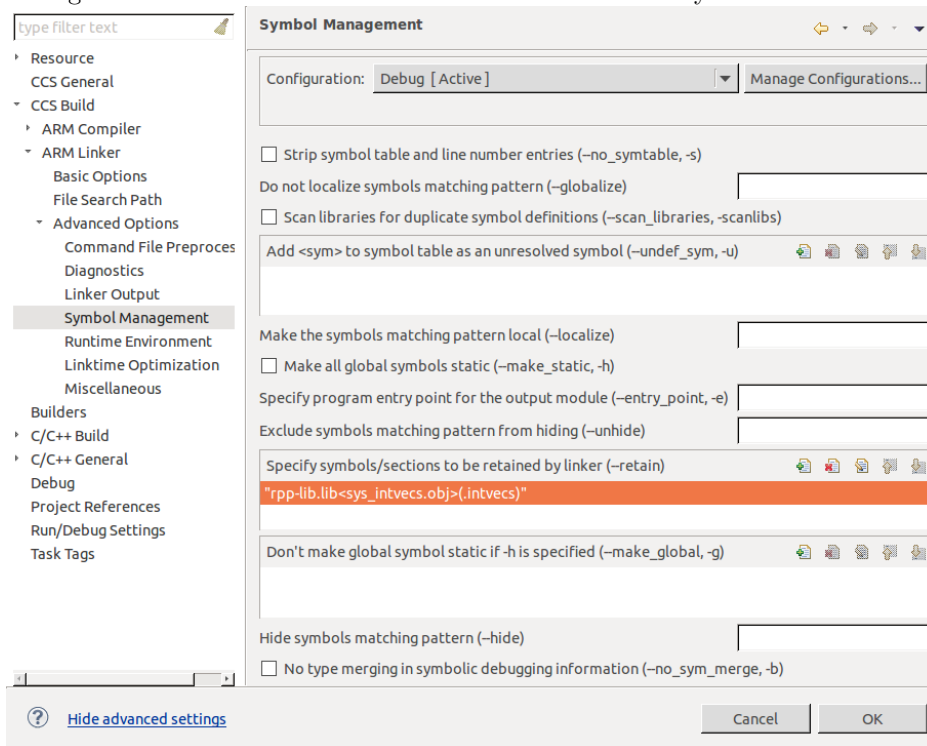 type filter text
Resource
CCS General
CCS Build
ARM Compiler
ARM Linker
Basic Options
File Search Path
Advanced Options
Command File Preproces
Diagnostics
Linker Output
Symbol Management
Runtime Environment
Linktime Optimization
Miscellaneous
Builders
C/C++ Build
C/C++ General
Debug
Project References
Run/Debug Settings
Task Tags
Symbol Management
Configuration: Debug [ Active ] Manage Configurations...
Strip symbol table and line number entries (--no_symtable, -s)
Do not localize symbols matching pattern (--globalize)
Scan libraries for duplicate symbol definitions (--scan_libraries, -scanlibs)
Add <sym> to symbol table as an unresolved symbol (--undef_sym, -u)
Make the symbols matching pattern local (--localize)
Make all global symbols static (--make_static, -h)
Specify program entry point for the output module (--entry_point, -e)
Exclude symbols matching pattern from hiding (--unhide)
Specify symbols/sections to be retained by linker (--retain)
"rpp-lib.lib<sys_intvecs.obj>(.intvecs)"
Don't make global symbol static if -h is specified (--make_global, -g)
Hide symbols matching pattern (--hide)
No type merging in symbolic debugging information (--no_sym_merge, -b)
? Hide advanced settings Cancel OK